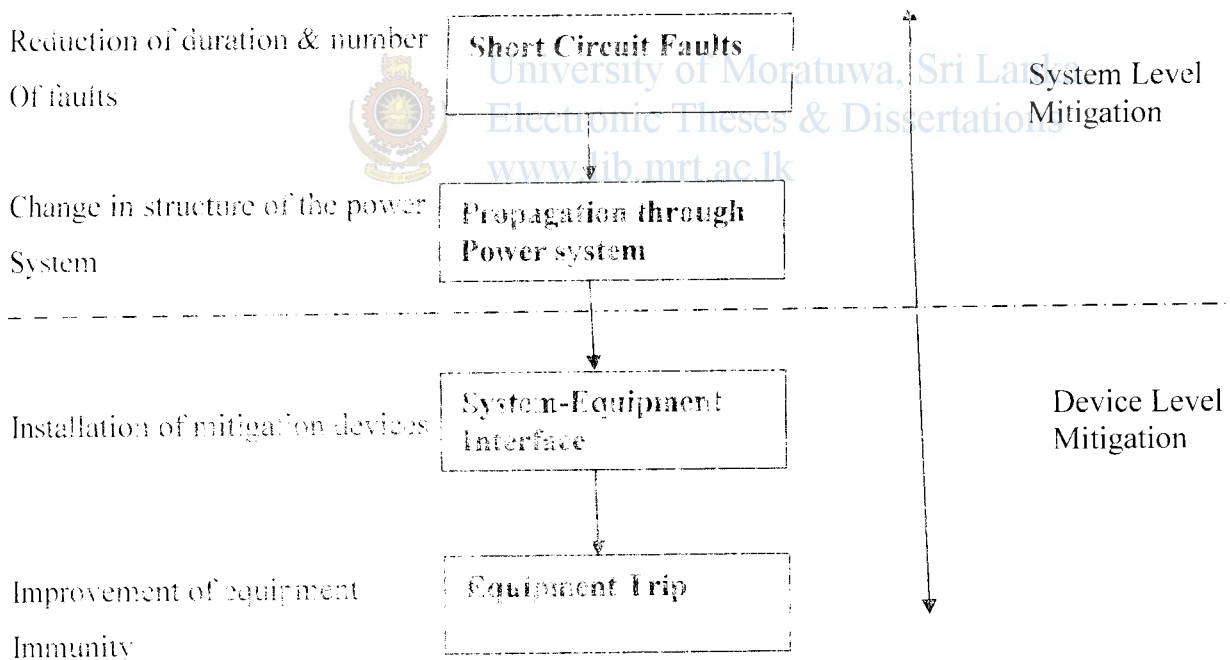 Reduction of duration & number
Of faults
Short Circuit Faults
University of Moratuwa, Sri Lanka
Electronic Theses & Dissertations
www.lib.mrt.ac.lk
System Level
Mitigation
Change in structure of the power
System
Propagation through
Power system
Installation of mitigation devices
System-Equipment
Interface
Device Level
Mitigation
Improvement of equipment
Immunity
Equipment Trip